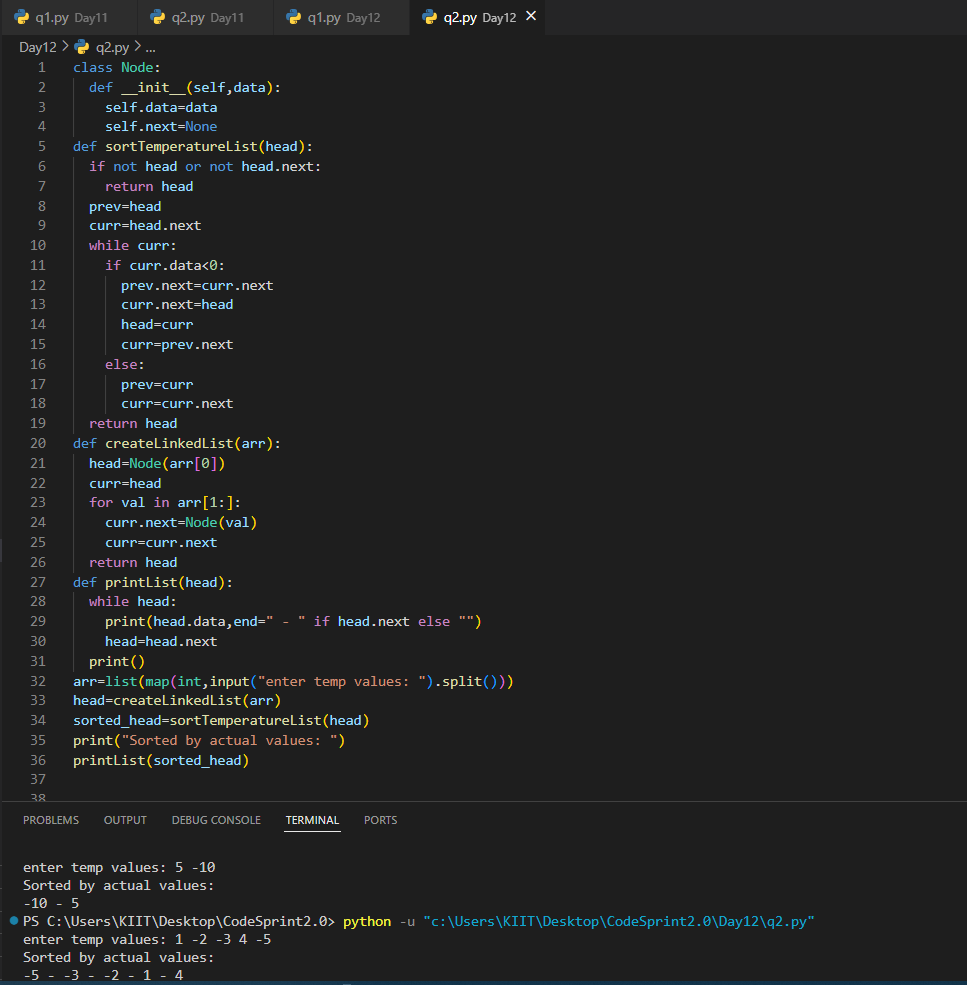 q1.py Day11 q2.py Day11 q1.py Day12 q2.py Day12 ✕
Day12 > q2.py > ...
1 class Node:
2   def __init__(self,data):
3     self.data=data
4     self.next=None
5 def sortTemperatureList(head):
6   if not head or not head.next:
7     return head
8   prev=head
9   curr=head.next
10   while curr:
11     if curr.data<0:
12       prev.next=curr.next
13       curr.next=head
14       head=curr
15       curr=prev.next
16     else:
17       prev=curr
18       curr=curr.next
19   return head
20 def createLinkedList(arr):
21   head=Node(arr[0])
22   curr=head
23   for val in arr[1:]:
24     curr.next=Node(val)
25     curr=curr.next
26   return head
27 def printList(head):
28   while head:
29     print(head.data,end=" - " if head.next else "")
30     head=head.next
31   print()
32 arr=list(map(int,input("enter temp values: ").split()))
33 head=createLinkedList(arr)
34 sorted_head=sortTemperatureList(head)
35 print("Sorted by actual values: ")
36 printList(sorted_head)
37
38
PROBLEMS OUTPUT DEBUG CONSOLE TERMINAL PORTS
enter temp values: 5 -10
Sorted by actual values:
-10 - 5
PS C:\Users\KIIT\Desktop\CodeSprint2.0> python -u "c:\Users\KIIT\Desktop\CodeSprint2.0\Day12\q2.py"
enter temp values: 1 -2 -3 4 -5
Sorted by actual values:
-5 - -3 - -2 - 1 - 4